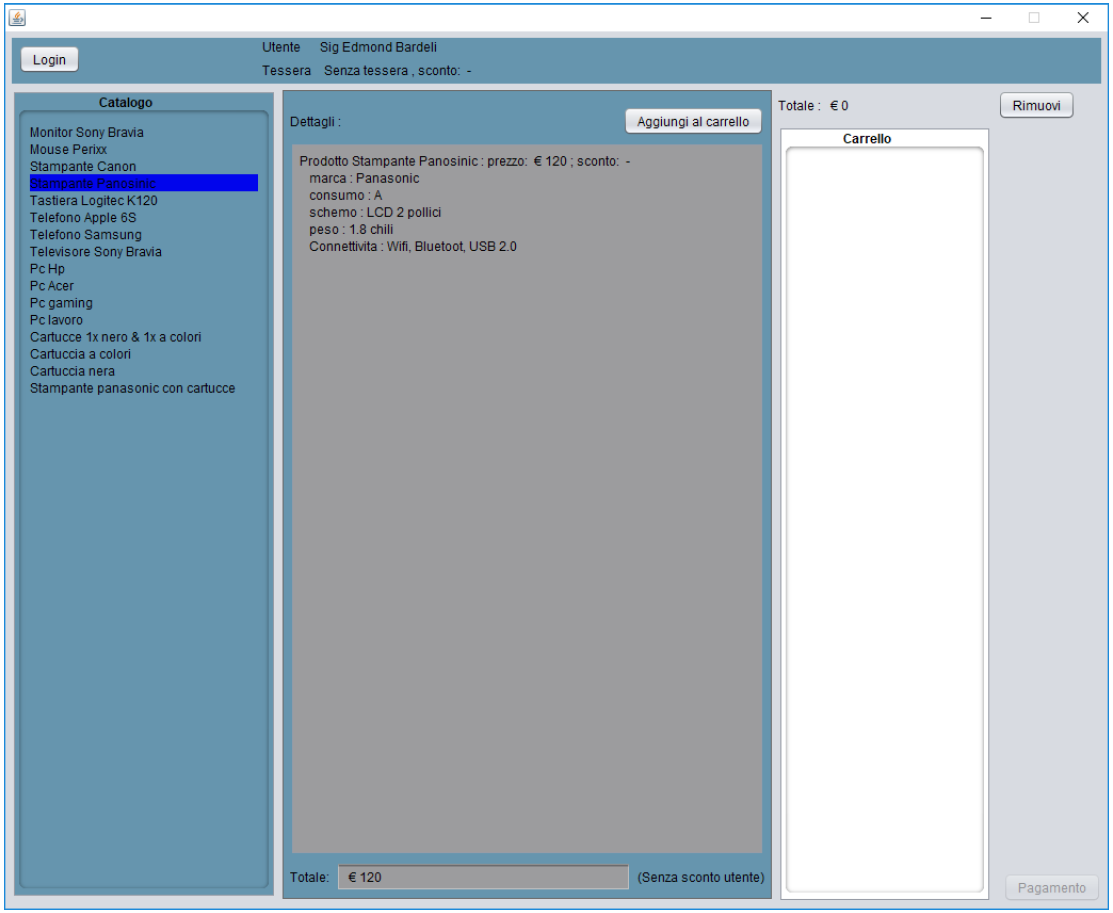 Login
Utente Sig Edmond Bardeli
Tessera Senza tessera , sconto: -
Catalogo
Monitor Sony Bravia
Mouse Perixx
Stampante Canon
Stampante Panosinic
Tastiera Logitec K120
Telefono Apple 6S
Telefono Samsung
Televisore Sony Bravia
Pc Hp
Pc Acer
Pc gaming
Pc lavoro
Cartucce 1x nero & 1x a colori
Cartuccia a colori
Cartuccia nera
Stampante panasonic con cartucce
Dettagli :
Aggiungi al carrello
Prodotto Stampante Panosinic : prezzo: € 120 ; sconto: -
marca : Panasonic
consumo : A
schemo : LCD 2 pollici
peso : 1.8 chili
Connettivita : Wifi, Bluetoot, USB 2.0
Totale: € 120 (Senza sconto utente)
Totale : € 0
Rimuovi
Carrello
Pagamento